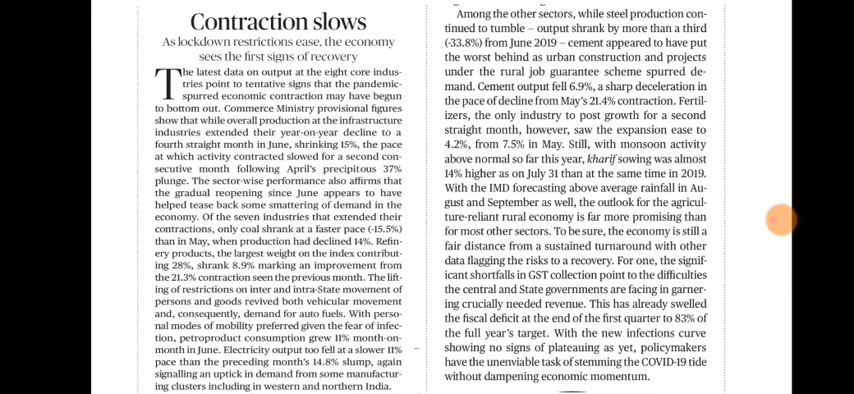 Contraction slows
As lockdown restrictions ease, the economy
sees the first signs of recovery
The latest data on output at the eight core indus-
tries point to tentative signs that the pandemic-
spurred economic contraction may have begun
to bottom out. Commerce Ministry provisional figures
show that while overall production at the infrastructure
industries extended their year-on-year decline to a
fourth straight month in June, shrinking 15%, the pace
at which activity contracted slowed for a second con-
secutive month following April's precipitous 37%
plunge. The sector-wise performance also affirms that
the gradual reopening since June appears to have
helped tease back some smattering of demand in the
economy. Of the seven industries that extended their
contractions, only coal shrank at a faster pace (-15.5%)
than in May, when production had declined 14%. Refin-
ery products, the largest weight on the index contribut-
ing 28%, shrank 8.9% marking an improvement from
the 21.3% contraction seen the previous month. The lift-
ing of restrictions on inter and intra-State movement of
persons and goods revived both vehicular movement
and, consequently, demand for auto fuels. With perso-
nal modes of mobility preferred given the fear of infec-
tion, petroproduct consumption grew 11% month-on-
month in June. Electricity output too fell at a slower 11%
pace than the preceding month's 14.8% slump, again
signalling an uptick in demand from some manufactur-
ing clusters including in western and northern India.
Among the other sectors, while steel production con-
tinued to tumble – output shrank by more than a third
(-33.8%) from June 2019 – cement appeared to have put
the worst behind as urban construction and projects
under the rural job guarantee scheme spurred de-
mand. Cement output fell 6.9%, a sharp deceleration in
the pace of decline from May's 21.4% contraction. Fertil-
izers, the only industry to post growth for a second
straight month, however, saw the expansion ease to
4.2%, from 7.5% in May. Still, with monsoon activity
above normal so far this year, kharif sowing was almost
14% higher as on July 31 than at the same time in 2019.
With the IMD forecasting above average rainfall in Au-
gust and September as well, the outlook for the agricul-
ture-reliant rural economy is far more promising than
for most other sectors. To be sure, the economy is still a
fair distance from a sustained turnaround with other
data flagging the risks to a recovery. For one, the signif-
icant shortfalls in GST collection point to the difficulties
the central and State governments are facing in garner-
ing crucially needed revenue. This has already swelled
the fiscal deficit at the end of the first quarter to 83% of
the full year's target. With the new infections curve
showing no signs of plateauing as yet, policymakers
have the unenviable task of stemming the COVID-19 tide
without dampening economic momentum.